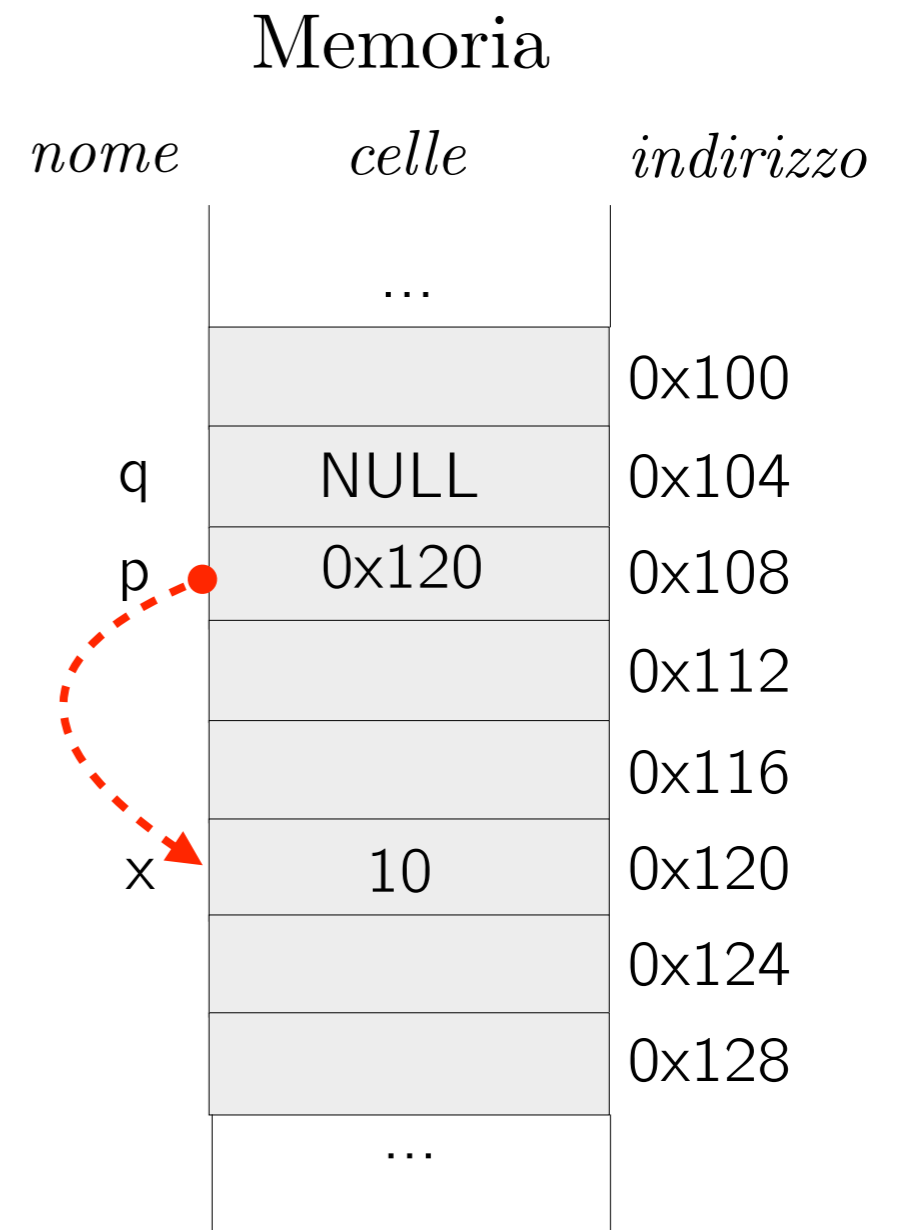 Memoria
nome celle indirizzo
...
0x100
q NULL 0x104
p 0x120 0x108
0x112
0x116
x 10 0x120
0x124
0x128
...